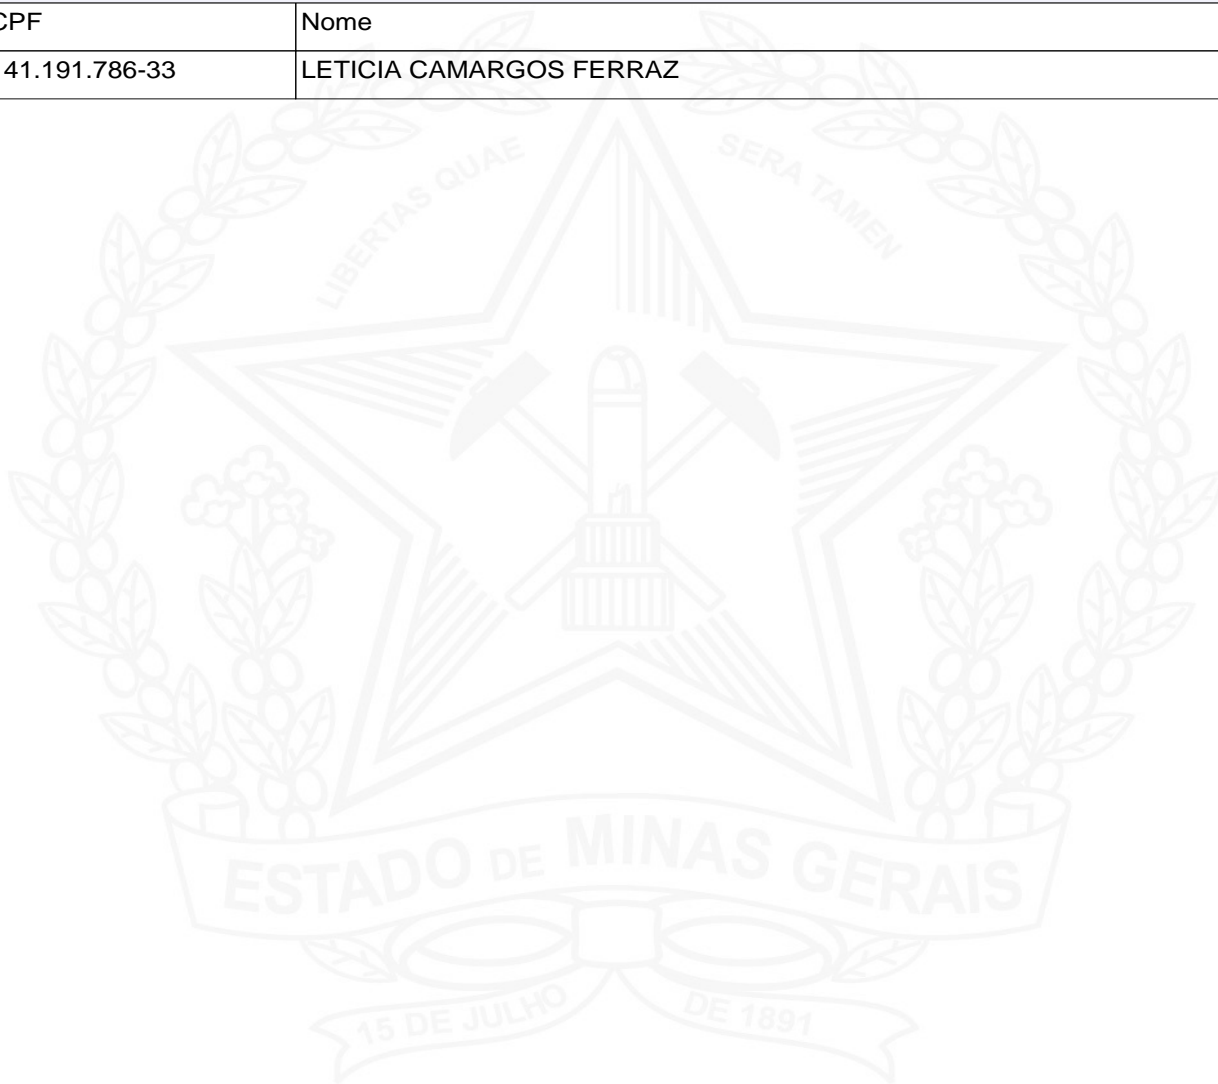 CPF Nome
41.191.786-33 LETICIA CAMARGOS FERRAZ
LIBERTAS QUAE SERA TAMEN
ESTADO DE MINAS GERAIS
15 DE JULHO DE 1891